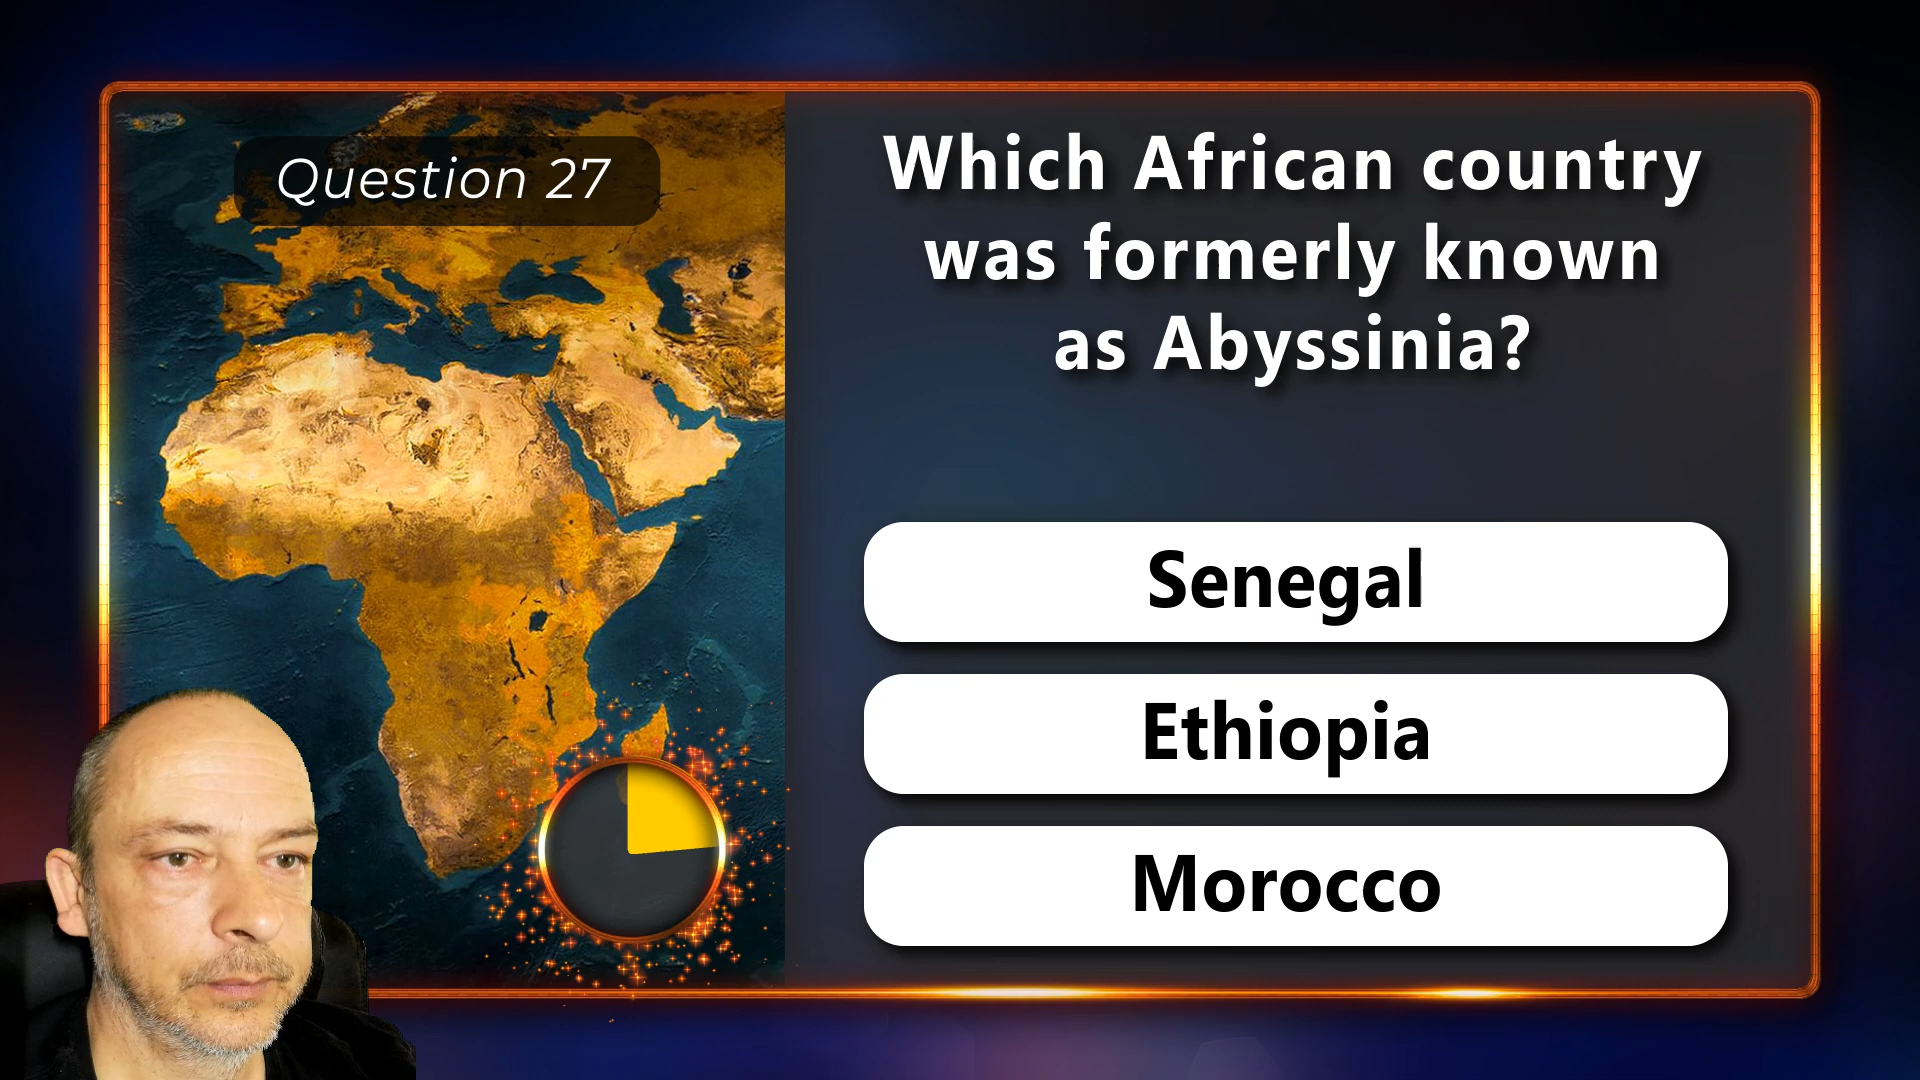 Question 27
Which African country
was formerly known
as Abyssinia?
Senegal
Ethiopia
Morocco